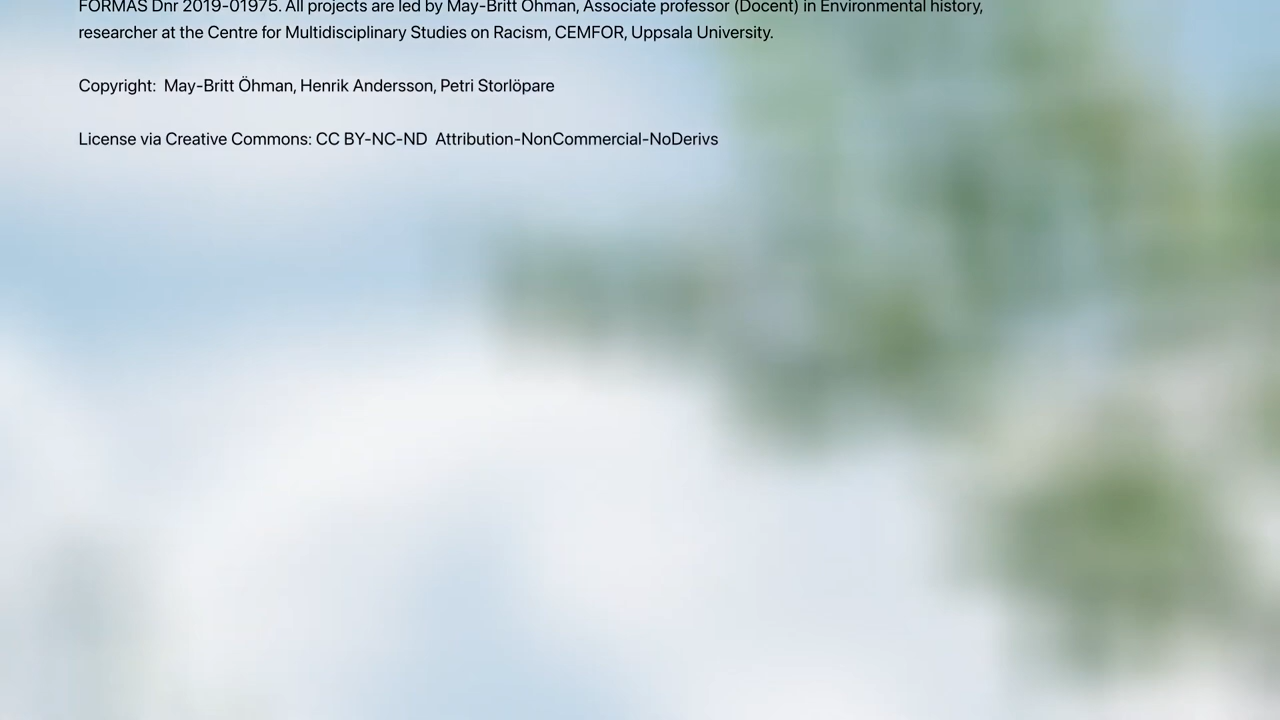 FORMAS Dnr 2019-01975. All projects are led by May-Britt Öhman, Associate professor (Docent) in Environmental history,
researcher at the Centre for Multidisciplinary Studies on Racism, CEMFOR, Uppsala University.
Copyright:  May-Britt Öhman, Henrik Andersson, Petri Storlöpare
License via Creative Commons: CC BY-NC-ND  Attribution-NonCommercial-NoDerivs